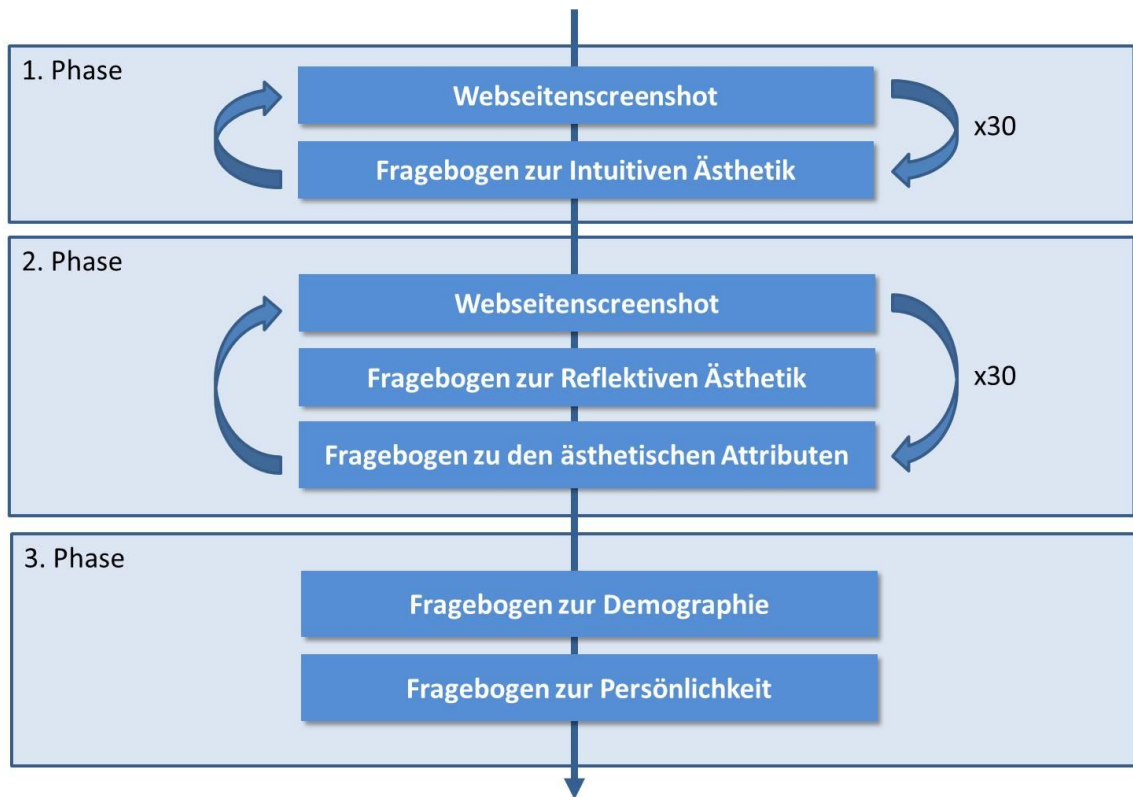 1. Phase
Webseitenscreenshot
x30
Fragebogen zur Intuitiven Ästhetik
2. Phase
Webseitenscreenshot
Fragebogen zur Reflektiven Ästhetik
x30
Fragebogen zu den ästhetischen Attributen
3. Phase
Fragebogen zur Demographie
Fragebogen zur Persönlichkeit